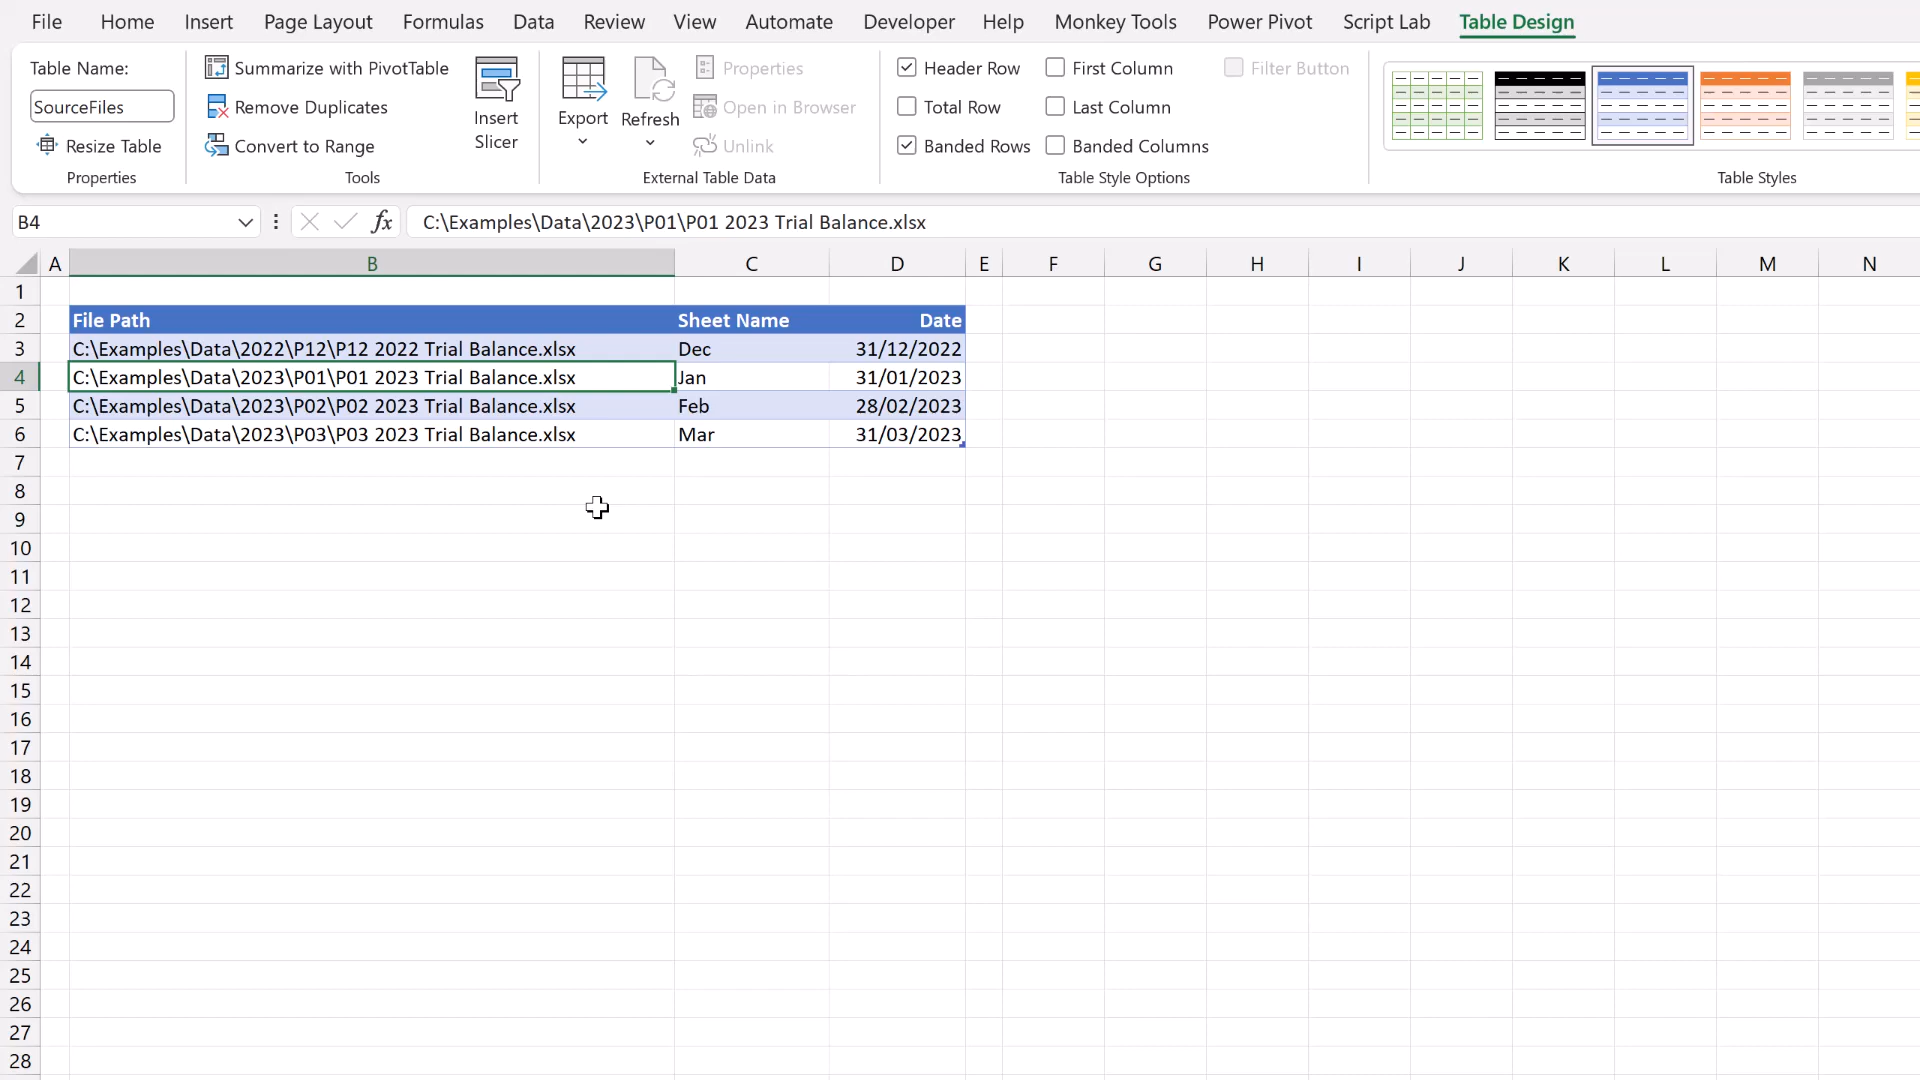 File Home Insert Page Layout Formulas Data Review View Automate Developer Help Monkey Tools Power Pivot Script Lab Table Design
Table Name:
SourceFiles
Resize Table
Properties
Summarize with PivotTable
Remove Duplicates
Convert to Range
Tools
Insert
Slicer
Export
Refresh
Properties
Open in Browser
Unlink
External Table Data
Header Row First Column Filter Button
Total Row Last Column
Banded Rows Banded Columns
Table Style Options
Table Styles
B4 fx C:\Examples\Data\2023\P01\P01 2023 Trial Balance.xlsx
A B C D E F G H I J K L M N
1
2 File Path Sheet Name Date
3 C:\Examples\Data\2022\P12\P12 2022 Trial Balance.xlsx Dec 31/12/2022
4 C:\Examples\Data\2023\P01\P01 2023 Trial Balance.xlsx Jan 31/01/2023
5 C:\Examples\Data\2023\P02\P02 2023 Trial Balance.xlsx Feb 28/02/2023
6 C:\Examples\Data\2023\P03\P03 2023 Trial Balance.xlsx Mar 31/03/2023
7
8
9
10
11
12
13
14
15
16
17
18
19
20
21
22
23
24
25
26
27
28